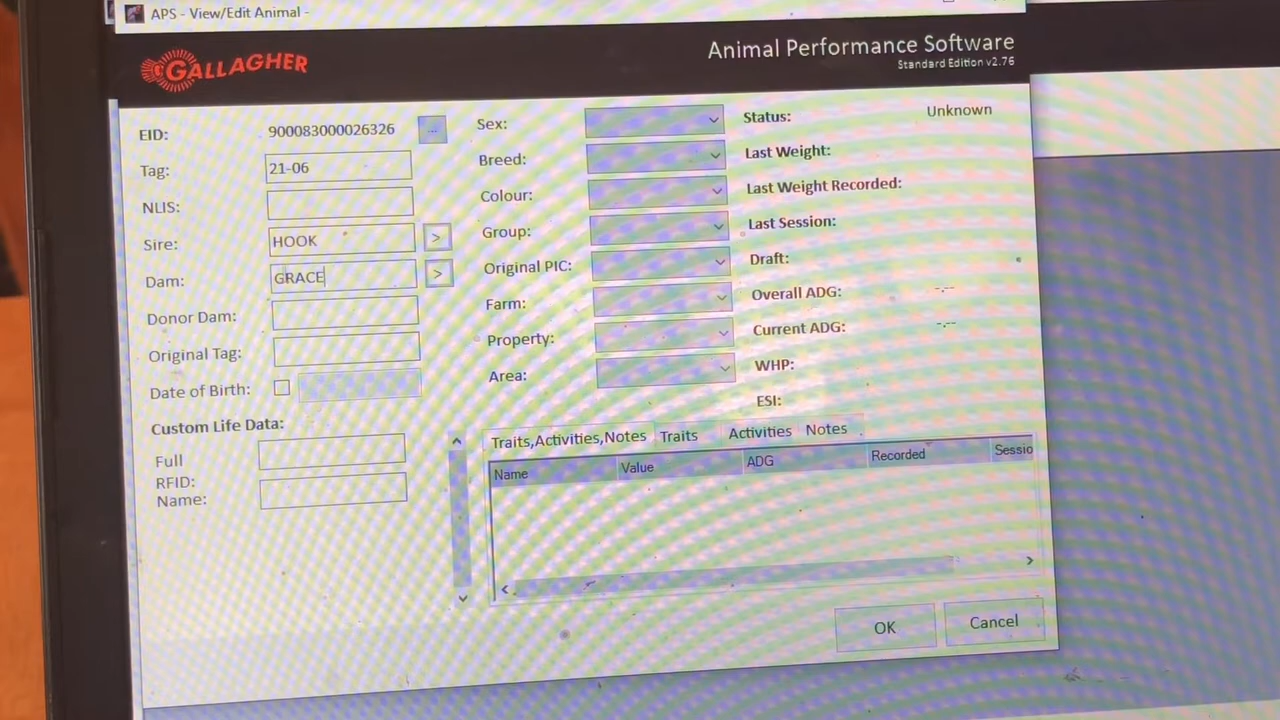 APS - View/Edit Animal -
GALLAGHER
Animal Performance Software
Standard Edition v2.76
EID: 900083000026326 ...
Tag: 21-06
NLIS:
Sire: HOOK >
Dam: GRACE >
Donor Dam:
Original Tag:
Date of Birth:
Custom Life Data:
Full
RFID:
Name:
Sex:
Breed:
Colour:
Group:
Original PIC:
Farm:
Property:
Area:
Status: Unknown
Last Weight:
Last Weight Recorded:
Last Session:
Draft:
Overall ADG: -.--
Current ADG: -.--
WHP:
ESI:
Traits,Activities,Notes Traits Activities Notes
Name Value ADG Recorded Sessio
OK Cancel